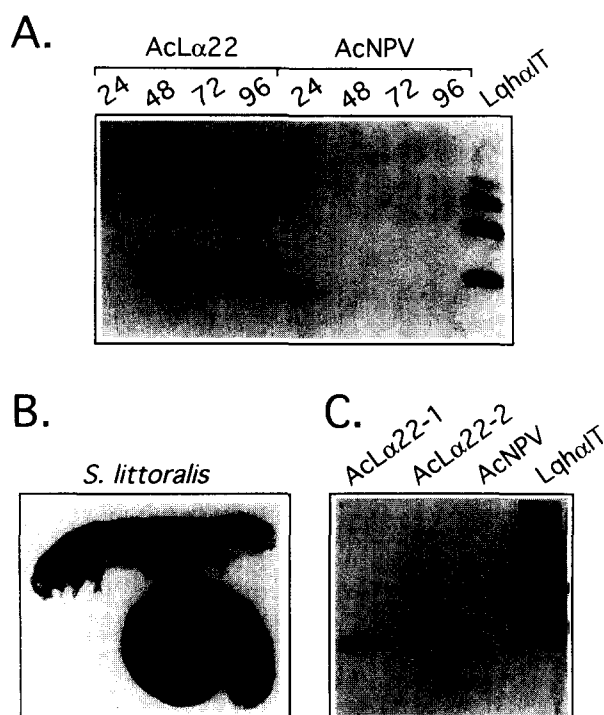 A.
AcLα22 AcNPV
24 48 72 96 24 48 72 96 LqhαIT
B.
S. littoralis
C.
AcLα22-1 AcLα22-2 AcNPV LqhαIT